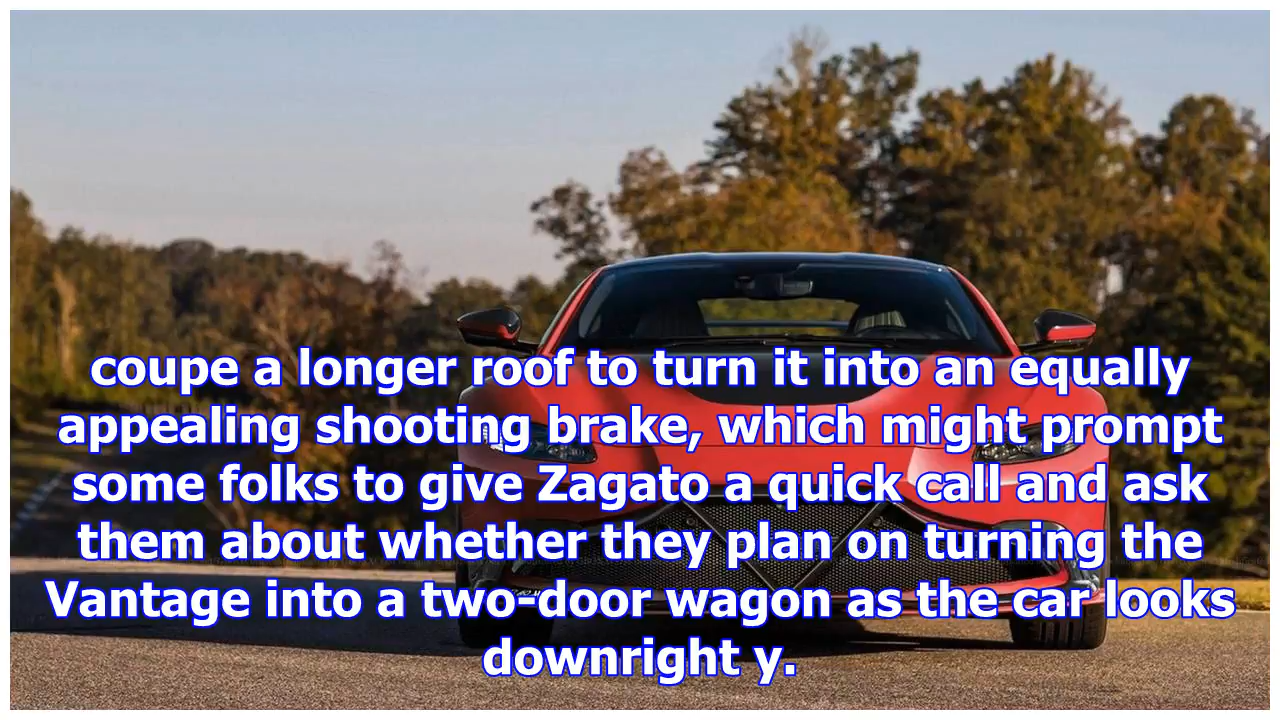 coupe a longer roof to turn it into an equally
appealing shooting brake, which might prompt
some folks to give Zagato a quick call and ask
them about whether they plan on turning the
Vantage into a two-door wagon as the car looks
downright y.